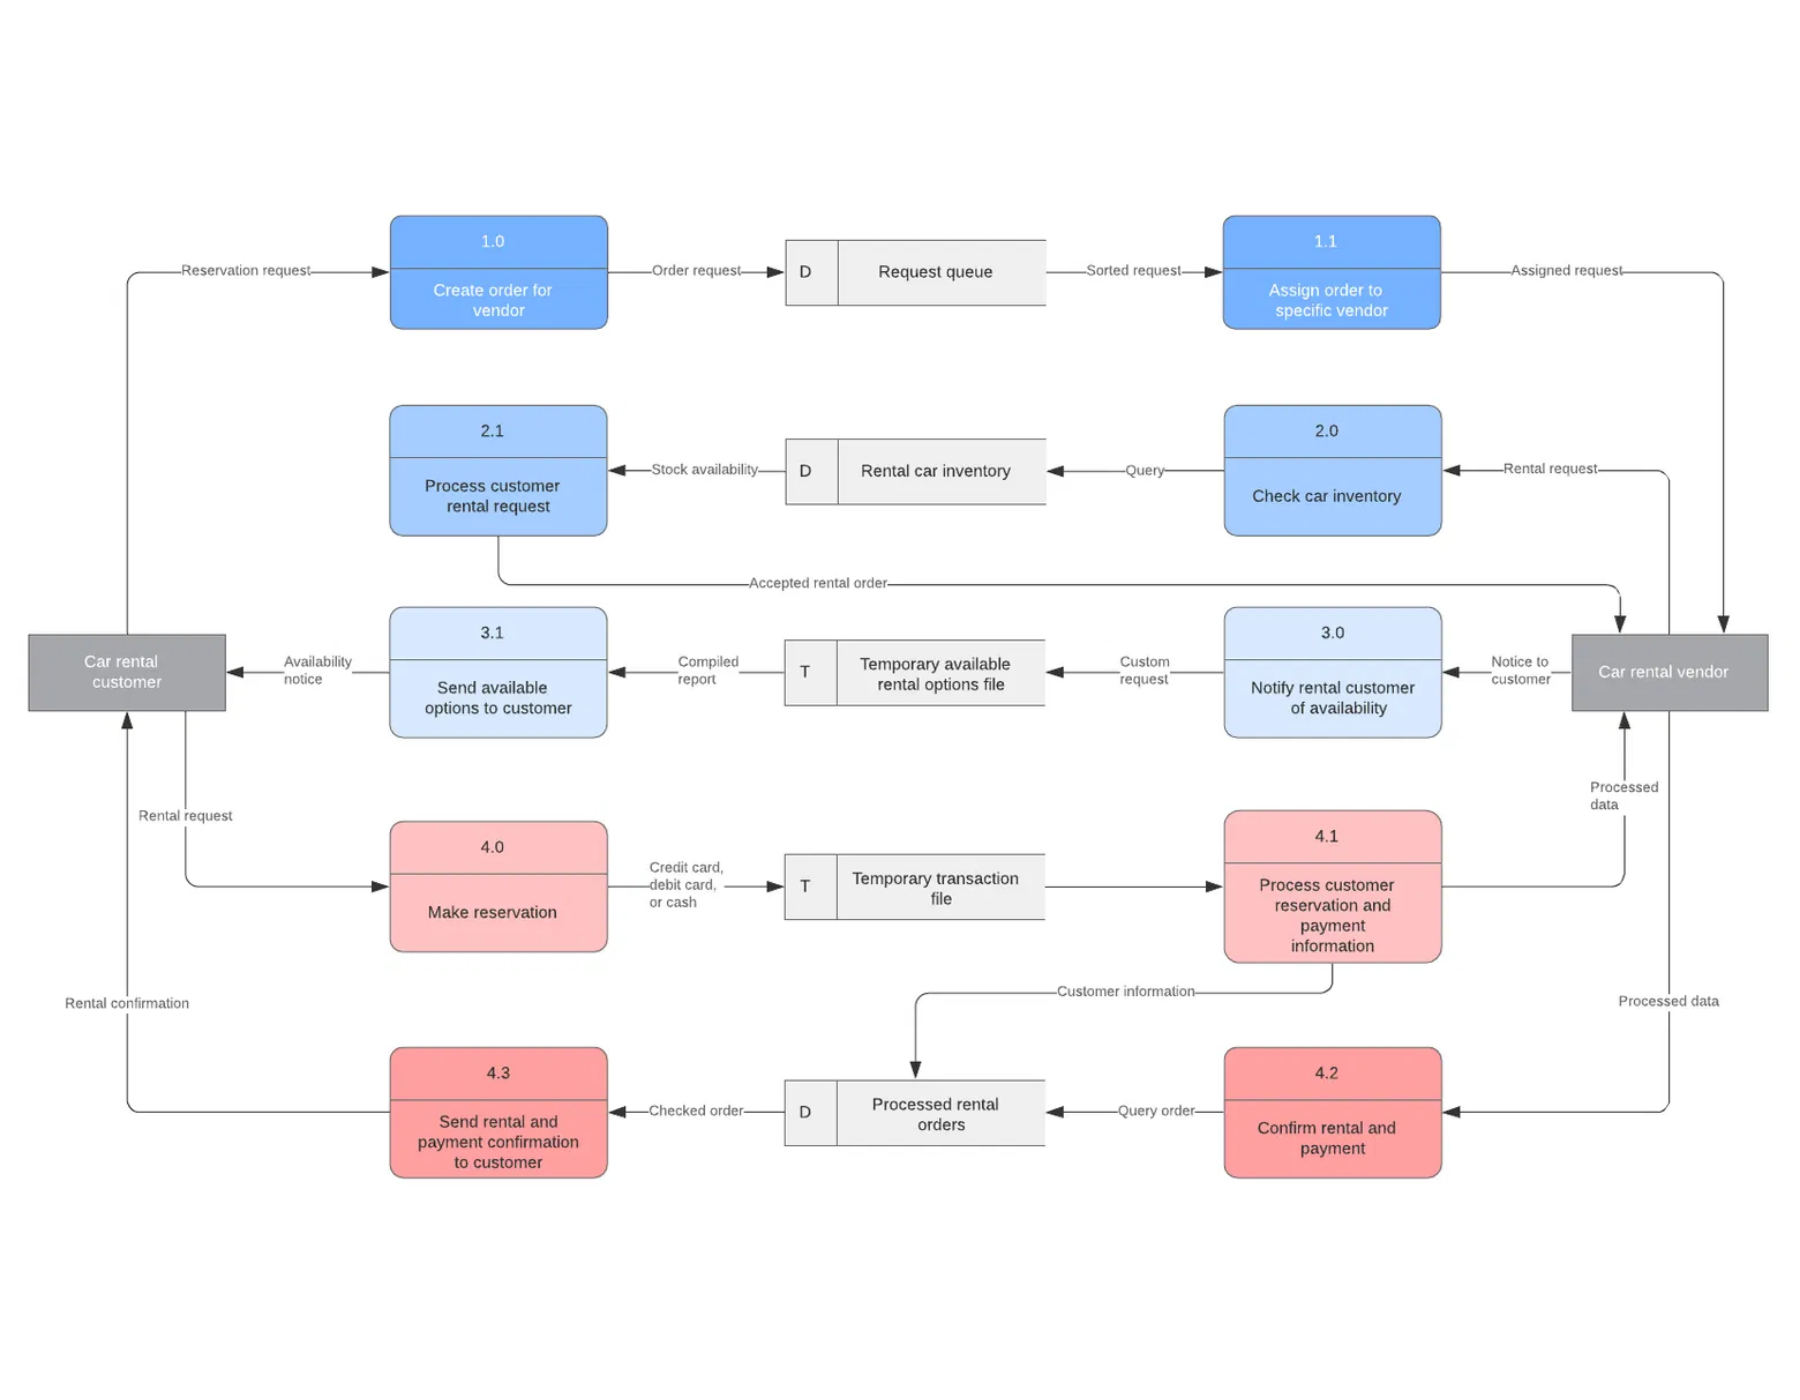 1.0
Create order for
vendor
Reservation request
Order request
D
Request queue
Sorted request
1.1
Assign order to
specific vendor
Assigned request
2.1
Process customer
rental request
Stock availability
D
Rental car inventory
Query
2.0
Check car inventory
Rental request
Accepted rental order
Car rental
customer
Availability
notice
3.1
Send available
options to customer
Compiled
report
T
Temporary available
rental options file
Custom
request
3.0
Notify rental customer
of availability
Notice to
customer
Car rental vendor
Rental request
4.0
Make reservation
Credit card,
debit card,
or cash
T
Temporary transaction
file
4.1
Process customer
reservation and
payment
information
Processed
data
Customer information
Rental confirmation
Processed data
4.3
Send rental and
payment confirmation
to customer
Checked order
D
Processed rental
orders
Query order
4.2
Confirm rental and
payment